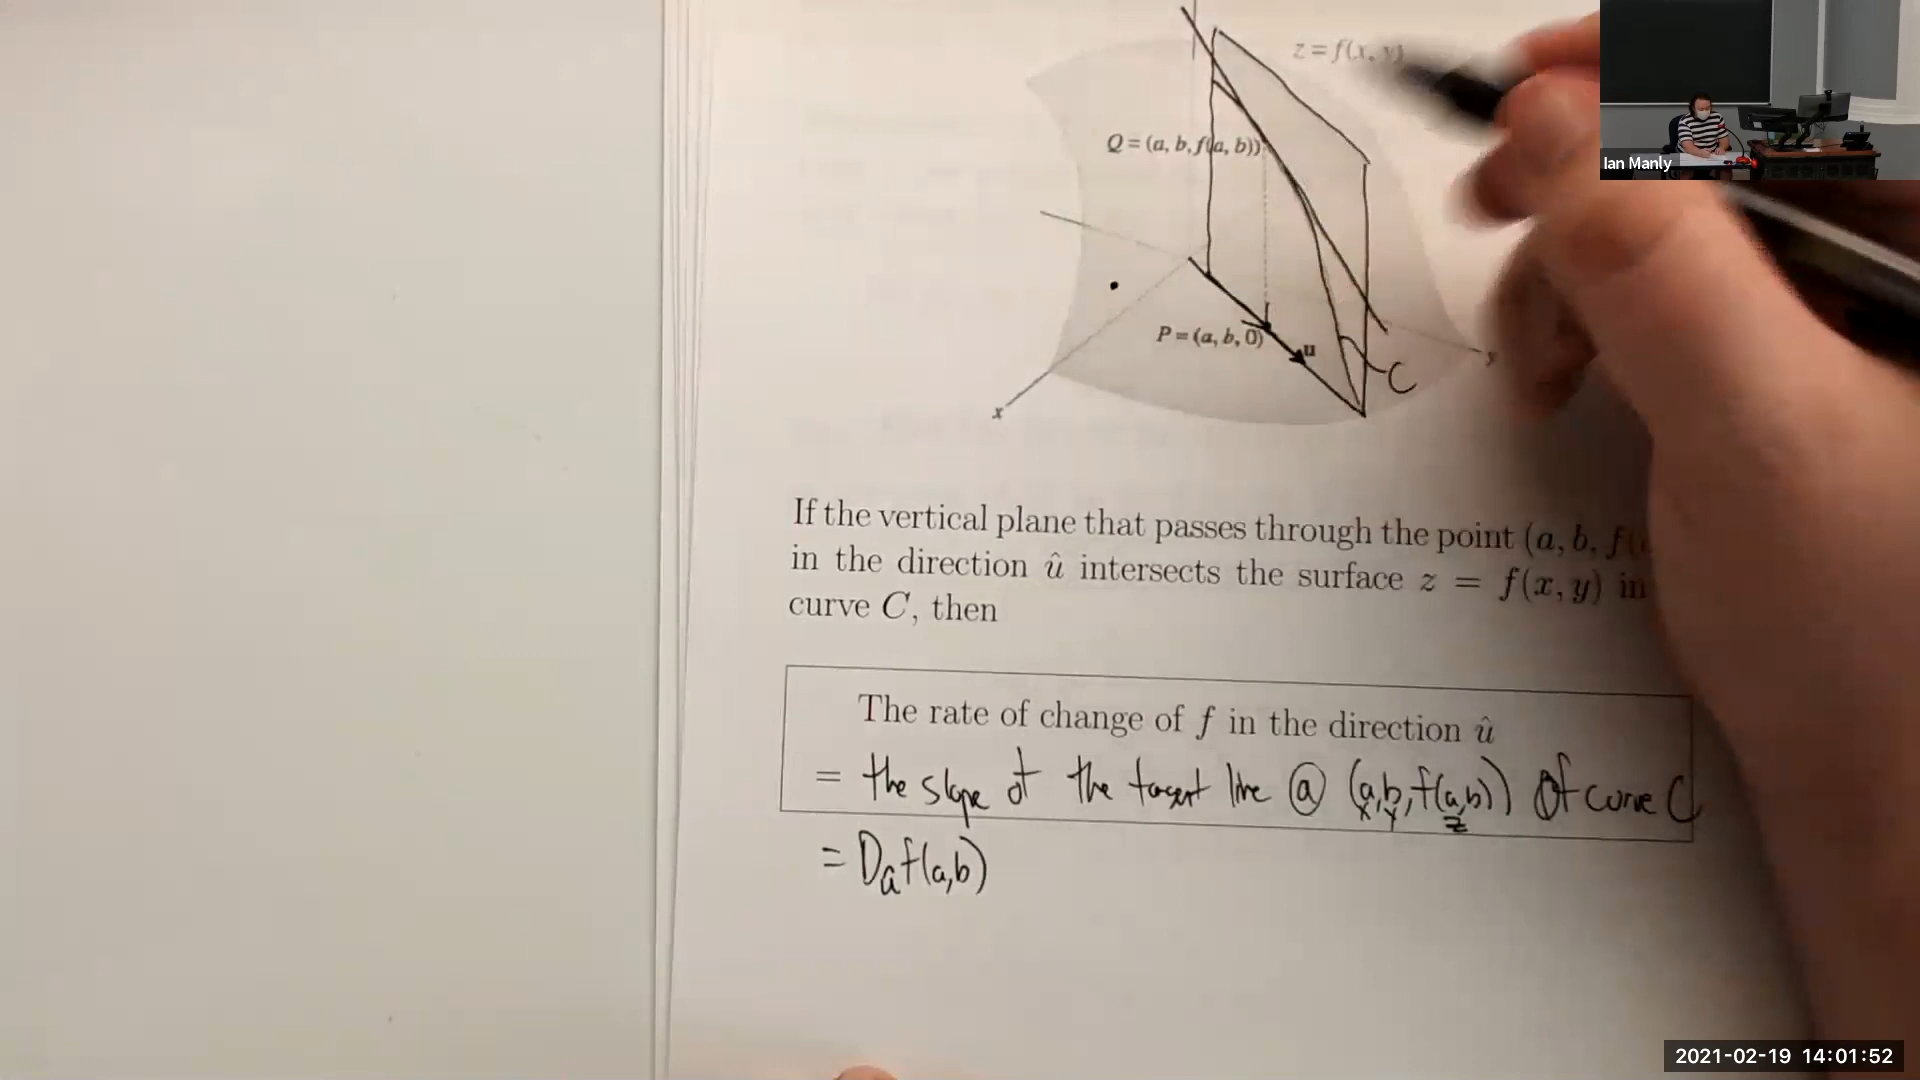 z = f(x, y)
Ian Manly
Q = (a, b, f(a, b))
P = (a, b, 0)
u
y
C
x
If the vertical plane that passes through the point (a, b, f(
in the direction û intersects the surface z = f(x, y) in
curve C, then
The rate of change of f in the direction û
= the slope of the tangent line @ (a,b,f(a,b)) of curve C
x y z
= Dûf(a,b)
2021-02-19 14:01:52